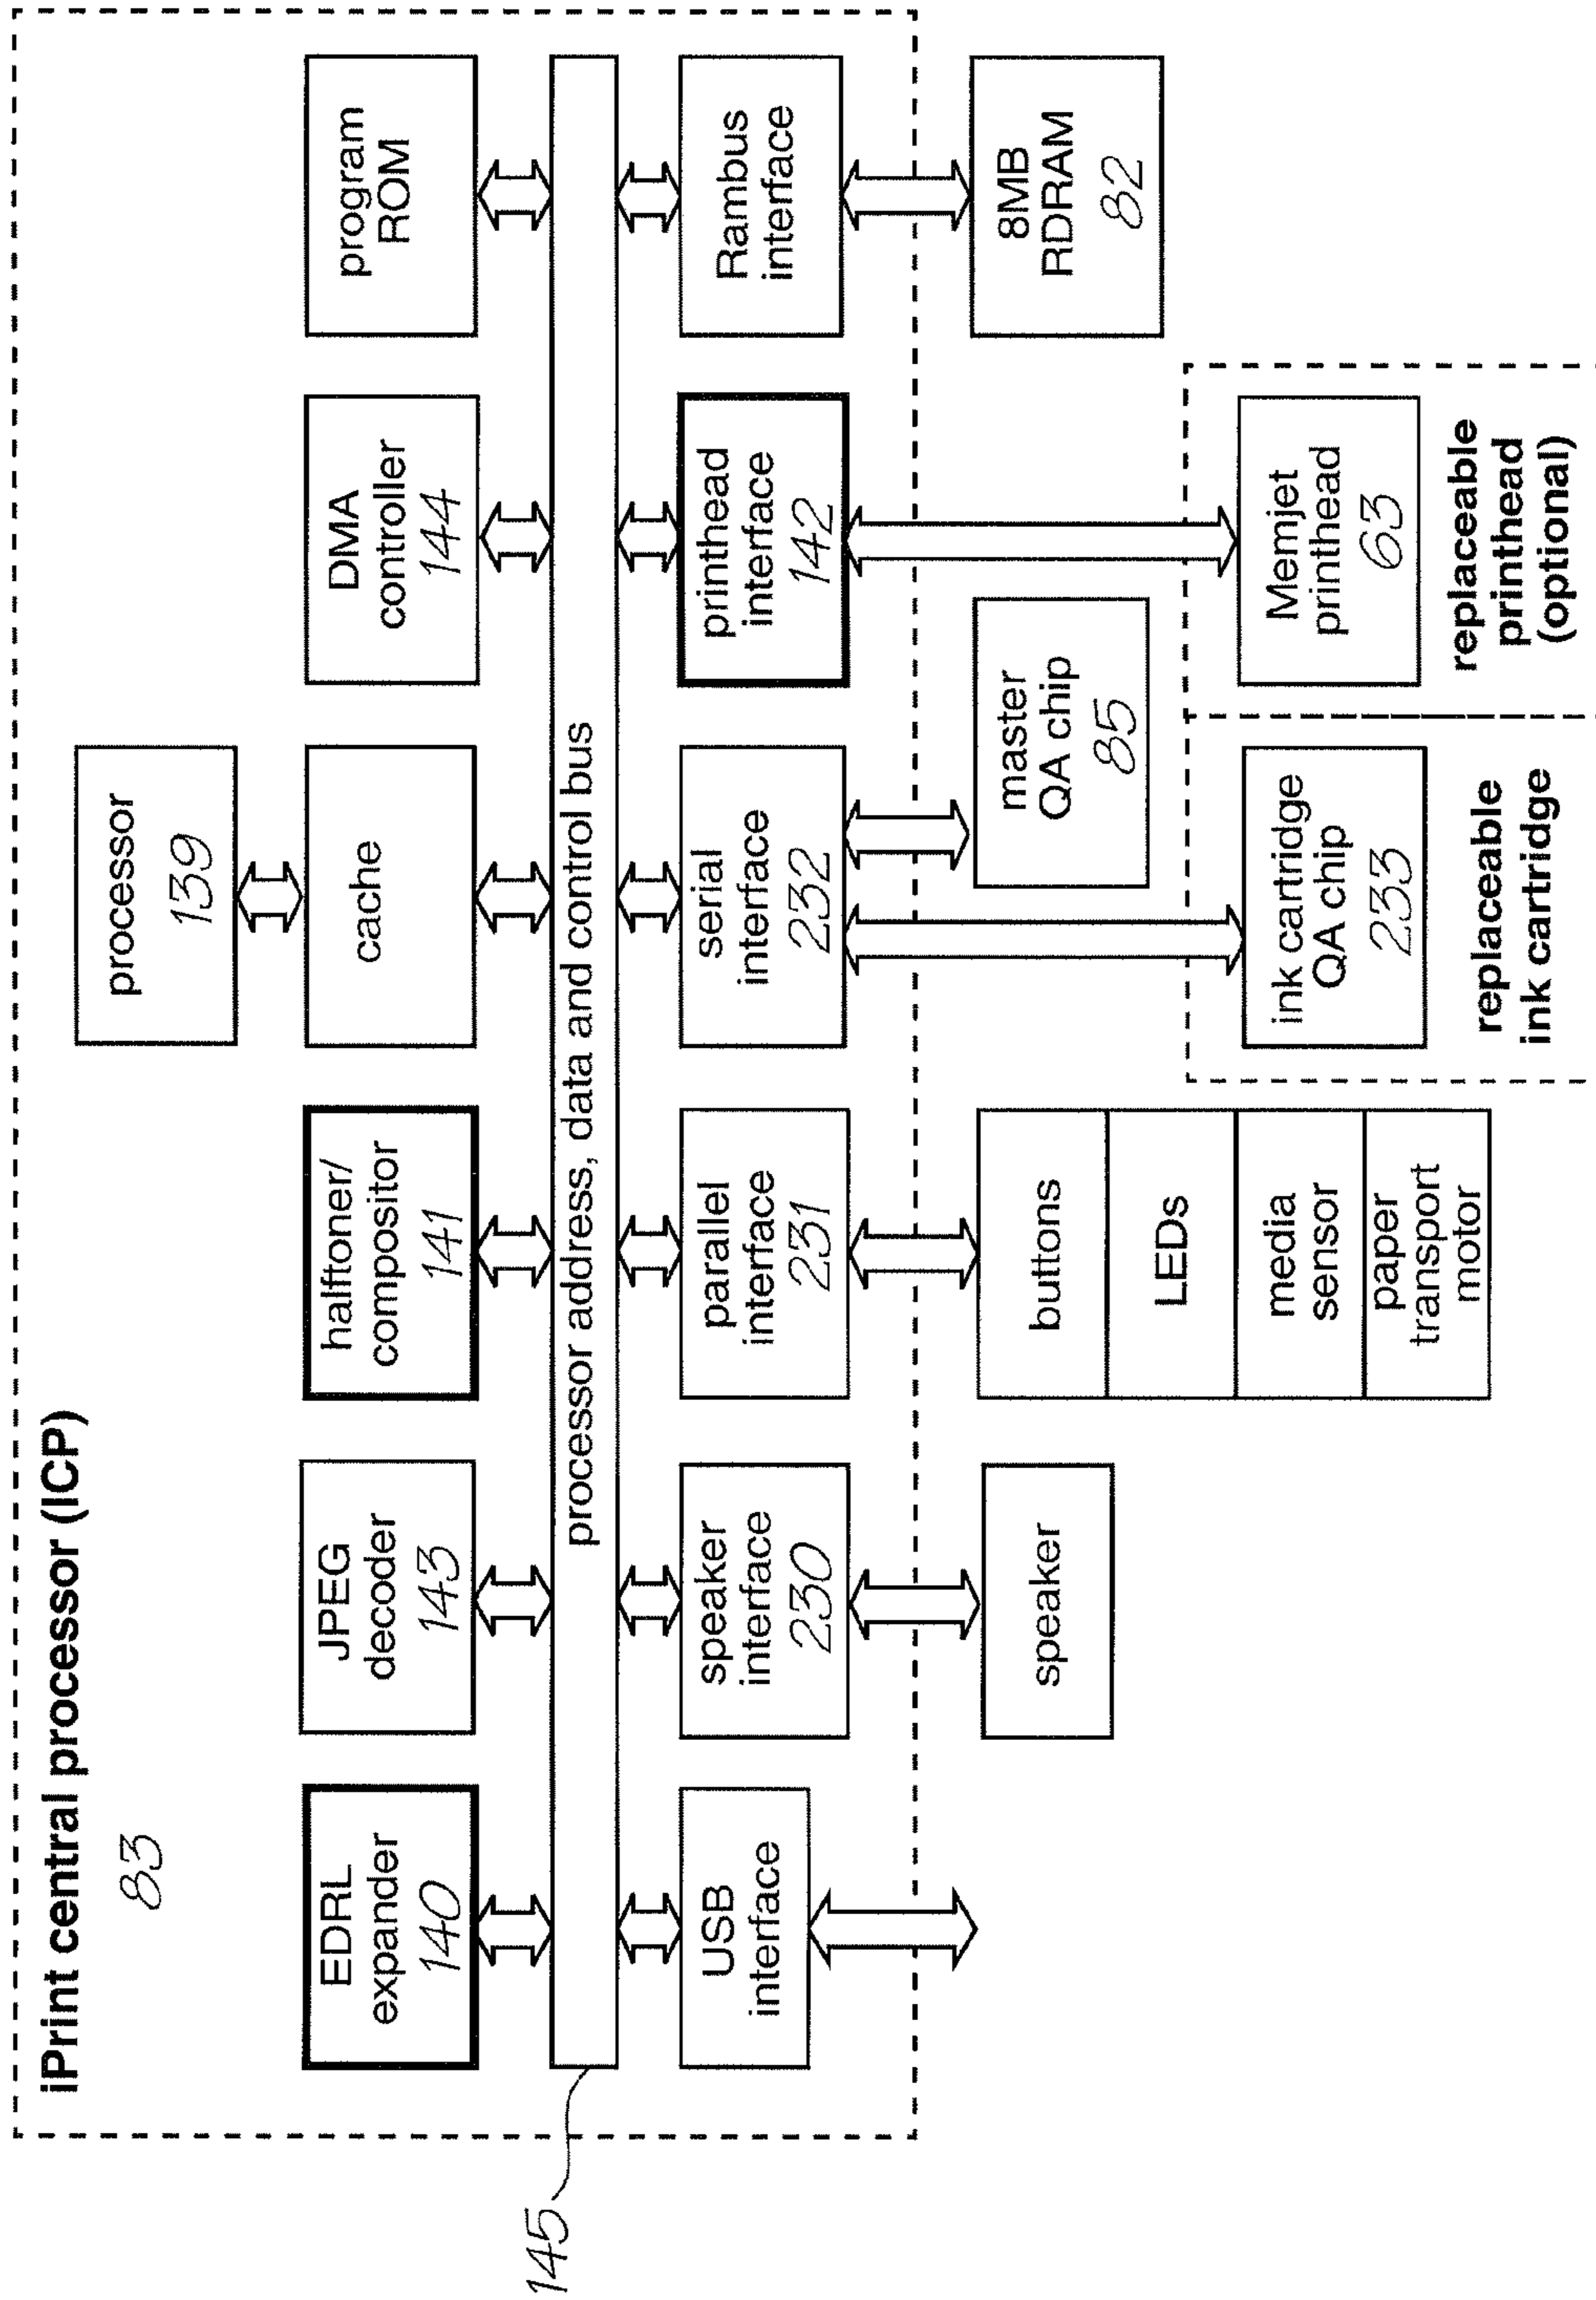 iPrint central processor (ICP)
83
processor
139
EDRL
expander
140
JPEG
decoder
143
halftoner/
compositor
141
cache
DMA
controller
144
program
ROM
145
processor address, data and control bus
USB
interface
speaker
interface
230
parallel
interface
231
serial
interface
232
printhead
interface
142
Rambus
interface
speaker
buttons
LEDs
media
sensor
paper
transport
motor
master
QA chip
85
8MB
RDRAM
82
ink cartridge
QA chip
233
replaceable
ink cartridge
Memjet
printhead
63
replaceable
printhead
(optional)